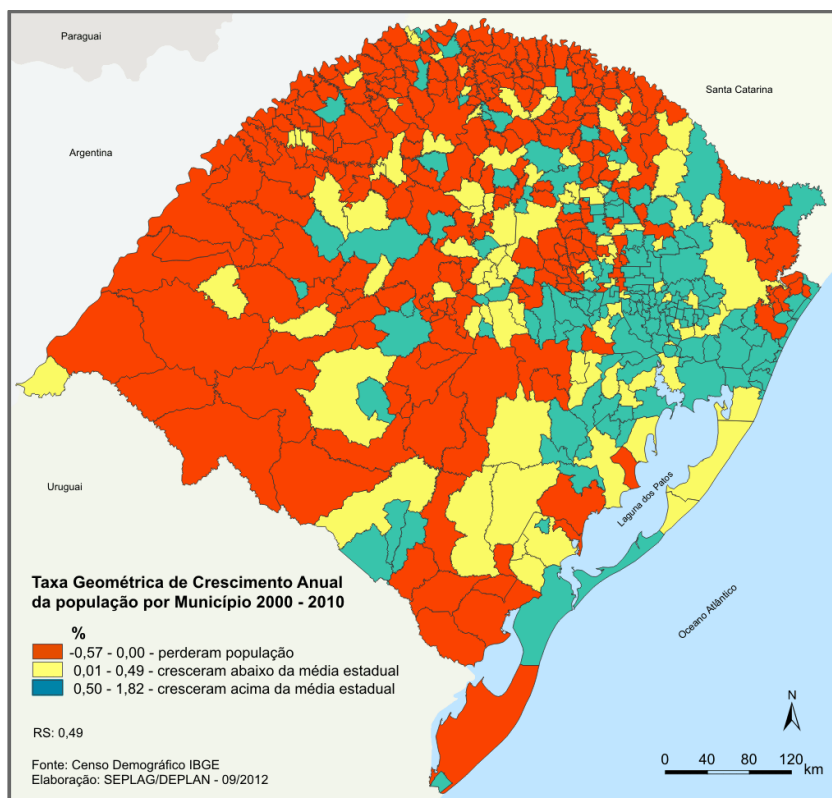 Paraguai
Santa Catarina
Argentina
Uruguai
Laguna dos Patos
Oceano Atlântico
Taxa Geométrica de Crescimento Anual
da população por Município 2000 - 2010
%
-0,57 - 0,00 - perderam população
0,01 - 0,49 - cresceram abaixo da média estadual
0,50 - 1,82 - cresceram acima da média estadual
RS: 0,49
Fonte: Censo Demográfico IBGE
Elaboração: SEPLAG/DEPLAN - 09/2012
N
0 40 80 120
km